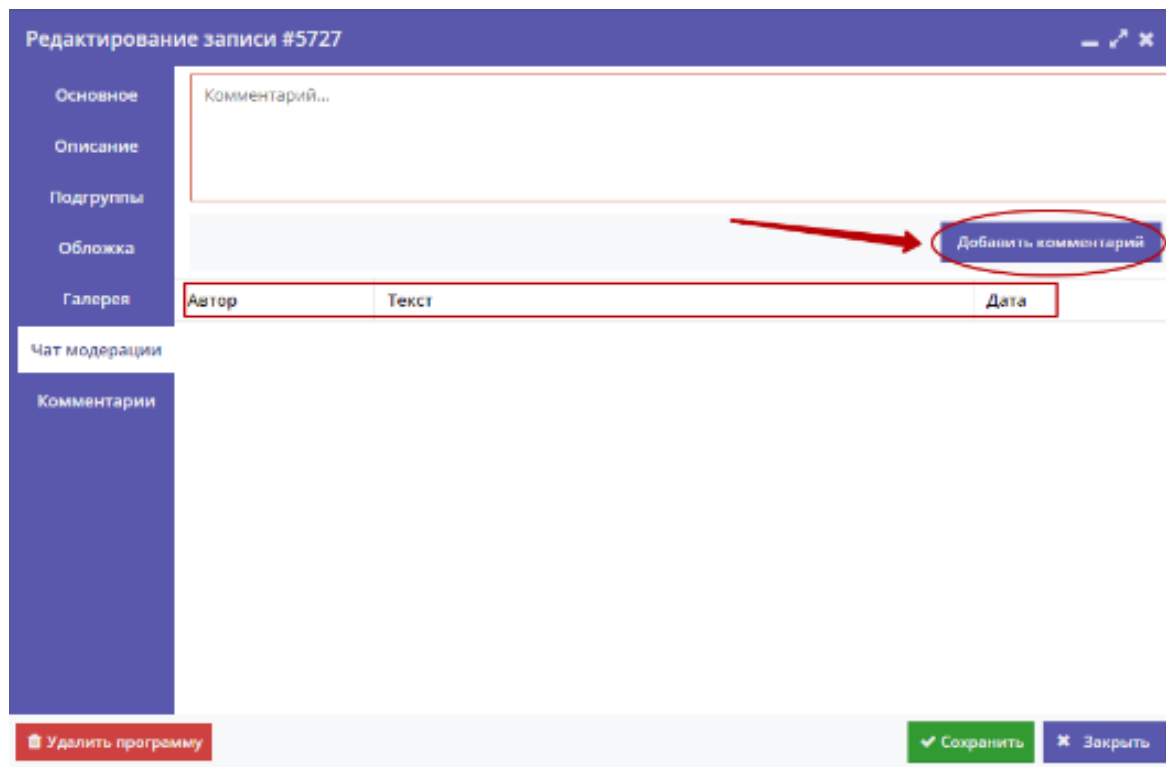 Редактирование записи #5727
Основное
Комментарий...
Описание
Подгруппы
Обложка
Добавить комментарий
Галерея
Автор Текст Дата
Чат модерации
Комментарии
Удалить программу Сохранить Закрыть